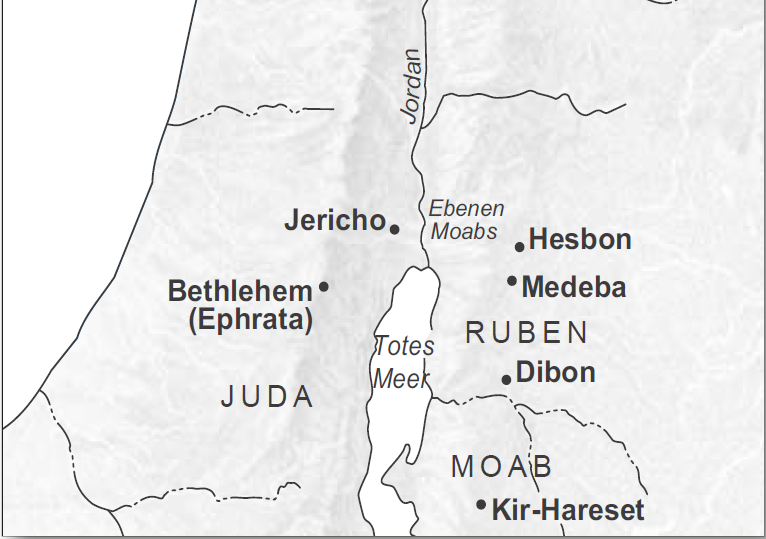 Jordan
Ebenen
Moabs
Jericho
Hesbon
Bethlehem
(Ephrata)
Medeba
RUBEN
Totes
Meer
Dibon
JUDA
MOAB
Kir-Hareset